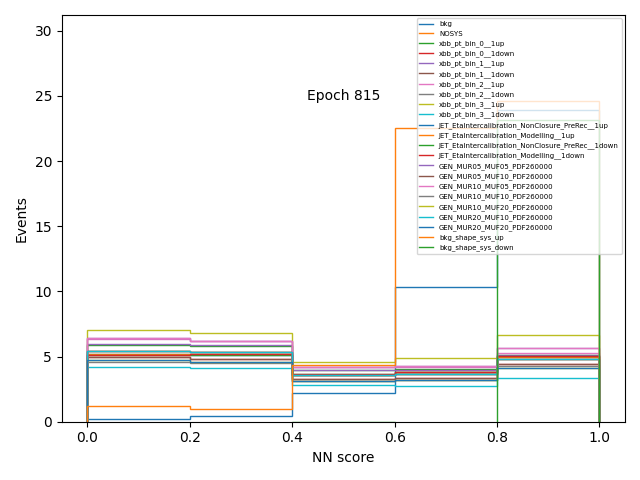 Epoch 815
bkg
NOSYS
xbb_pt_bin_0__1up
xbb_pt_bin_0__1down
xbb_pt_bin_1__1up
xbb_pt_bin_1__1down
xbb_pt_bin_2__1up
xbb_pt_bin_2__1down
xbb_pt_bin_3__1up
xbb_pt_bin_3__1down
JET_EtaIntercalibration_NonClosure_PreRec__1up
JET_EtaIntercalibration_Modelling__1up
JET_EtaIntercalibration_NonClosure_PreRec__1down
JET_EtaIntercalibration_Modelling__1down
GEN_MUR05_MUF05_PDF260000
GEN_MUR05_MUF10_PDF260000
GEN_MUR10_MUF05_PDF260000
GEN_MUR10_MUF10_PDF260000
GEN_MUR10_MUF20_PDF260000
GEN_MUR20_MUF10_PDF260000
GEN_MUR20_MUF20_PDF260000
bkg_shape_sys_up
bkg_shape_sys_down
Events
30
25
20
15
10
5
0
0.0 0.2 0.4 0.6 0.8 1.0
NN score